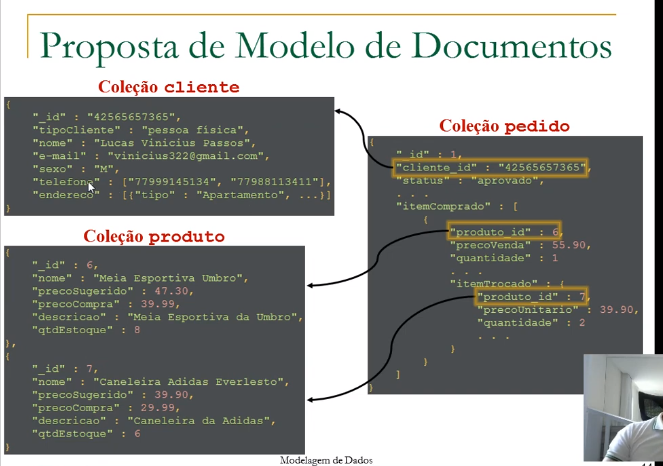 Proposta de Modelo de Documentos
Coleção cliente
{
"_id" : "42565657365",
"tipoCliente" : "pessoa física",
"nome" : "Lucas Vinicius Passos",
"e-mail" : "vinicius322@gmail.com",
"sexo" : "M",
"telefone" : ["77999145134", "77988113411"],
"endereco" : [{"tipo" : "Apartamento", ...}]
}
Coleção produto
{
"_id" : 6,
"nome" : "Meia Esportiva Umbro",
"precoSugerido" : 47.30,
"precoCompra" : 39.99,
"descricao" : "Meia Esportiva da Umbro",
"qtdEstoque" : 8
},
{
"_id" : 7,
"nome" : "Caneleira Adidas Everlesto",
"precoSugerido" : 39.90,
"precoCompra" : 29.99,
"descricao" : "Caneleira da Adidas",
"qtdEstoque" : 6
}
Coleção pedido
{
"_id" : 1,
"cliente_id" : "42565657365",
"status" : "aprovado",
. . .
"itemComprado" : [
{
"produto_id" : 6,
"precoVenda" : 55.90,
"quantidade" : 1
. . .
"itemTrocado" : {
"produto_id" : 7,
"precoUnitario" : 39.90,
"quantidade" : 2
. . .
}
}
]
}
Modelagem de Dados